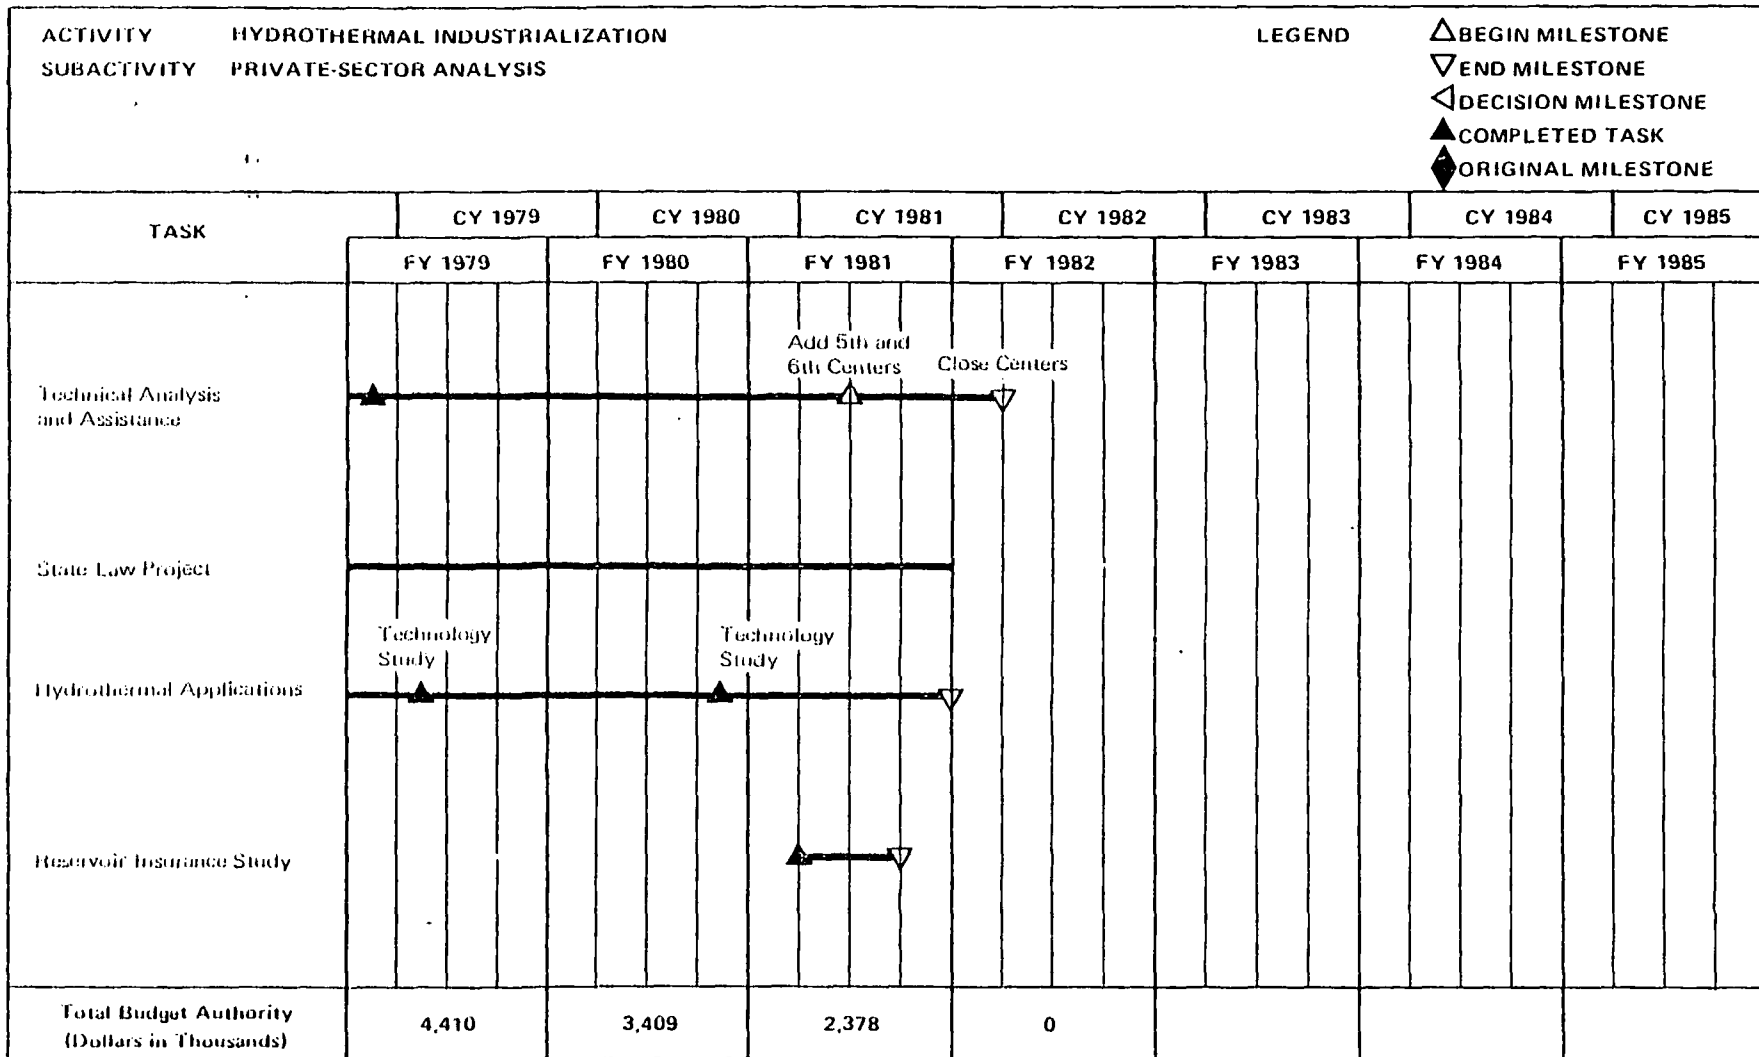 ACTIVITY HYDROTHERMAL INDUSTRIALIZATION
SUBACTIVITY PRIVATE-SECTOR ANALYSIS
LEGEND
BEGIN MILESTONE
END MILESTONE
DECISION MILESTONE
COMPLETED TASK
ORIGINAL MILESTONE
TASK
CY 1979 CY 1980 CY 1981 CY 1982 CY 1983 CY 1984 CY 1985
FY 1979 FY 1980 FY 1981 FY 1982 FY 1983 FY 1984 FY 1985
Add 5th and
6th Centers
Close Centers
Technical Analysis
and Assistance
State Law Project
Technology
Study
Technology
Study
Hydrothermal Applications
Reservoir Insurance Study
Total Budget Authority
(Dollars in Thousands)
4,410 3,409 2,378 0